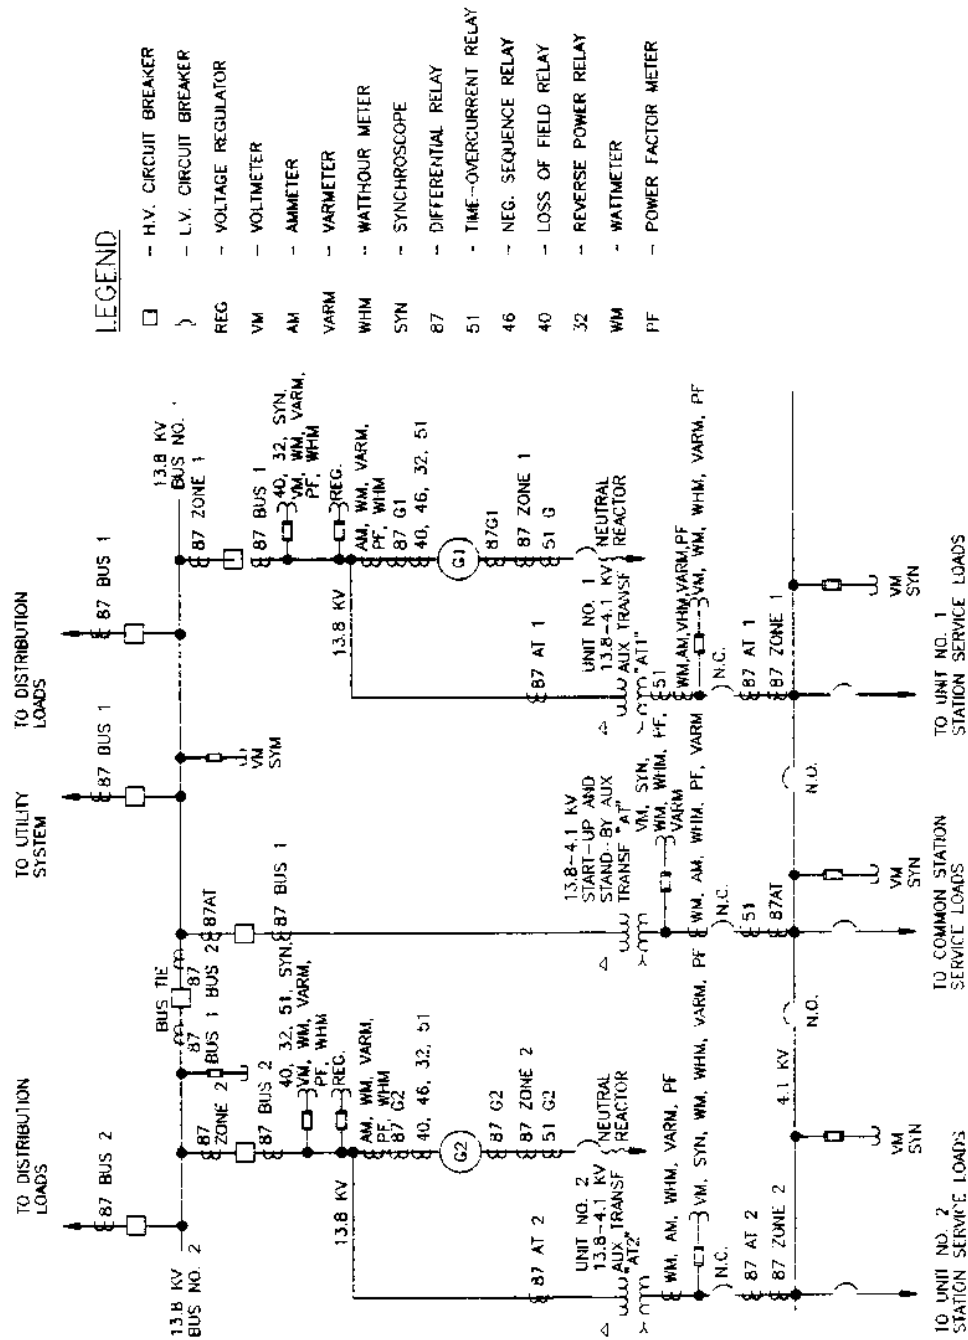 LEGEND
H.V. CIRCUIT BREAKER
L.V. CIRCUIT BREAKER
REG - VOLTAGE REGULATOR
VM - VOLTMETER
AM - AMMETER
VARM - VARMETER
WHM - WATTHOUR METER
SYN - SYNCHROSCOPE
87 - DIFFERENTIAL RELAY
51 - TIME-OVERCURRENT RELAY
46 - NEG. SEQUENCE RELAY
40 - LOSS OF FIELD RELAY
32 - REVERSE POWER RELAY
WM - WATTMETER
PF - POWER FACTOR METER
TO DISTRIBUTION
LOADS
87 BUS 2
13.8 KV
BUS NO. 2
87
ZONE 2
87 BUS 2
40, 32, 51, SYN,
VM, WM, VARM,
PF, WHM
REG.
AM, WM, VARM,
PF, WHM
87 G2
40, 46, 32, 51
G2
87 G2
87 ZONE 2
51 G2
NEUTRAL
REACTOR
13.8 KV
87 AT 2
UNIT NO. 2
13.8-4.1 KV
AUX TRANSF
"AT2"
WM, AM, WHM, VARM, PF
VM, SYN, WM, WHM, VARM, PF
N.C.
87 AT 2
87 ZONE 2
TO UNIT NO. 2
STATION SERVICE LOADS
VM
SYN
4.1 KV
N.O.
BUS TIE
87
BUS 1
87
BUS 2
87AT
87 BUS 1
13.8-4.1 KV
START-UP AND
STAND-BY AUX
TRANSF "AT"
VM, SYN,
WM, WHM, PF,
VARM
WM, AM, WHM, PF, VARM
N.C.
51
87AT
TO COMMON STATION
SERVICE LOADS
VM
SYN
N.O.
TO UTILITY
SYSTEM
87 BUS 1
VM
SYM
TO DISTRIBUTION
LOADS
87 BUS 1
13.8 KV
BUS NO. 1
87 ZONE 1
87 BUS 1
40, 32, SYN,
VM, WM, VARM,
PF, WHM
REG.
AM, WM, VARM,
PF, WHM
87 G1
40, 46, 32, 51
G1
87G1
87 ZONE 1
51 G
NEUTRAL
REACTOR
13.8 KV
87 AT 1
UNIT NO. 1
13.8-4.1 KV
AUX TRANSF
"AT1"
51
WM,AM,VHM,VARM,PF
VM, WM, WHM, VARM, PF
N.C.
87 AT 1
87 ZONE 1
TO UNIT NO. 1
STATION SERVICE LOADS
VM
SYN